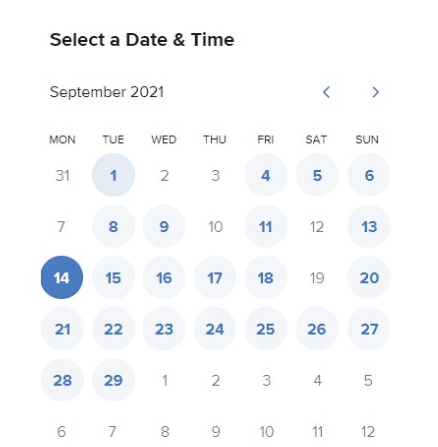 Select a Date & Time
September 2021
MON TUE WED THU FRI SAT SUN
31 1 2 3 4 5 6
7 8 9 10 11 12 13
14 15 16 17 18 19 20
21 22 23 24 25 26 27
28 29 1 2 3 4 5
6 7 8 9 10 11 12